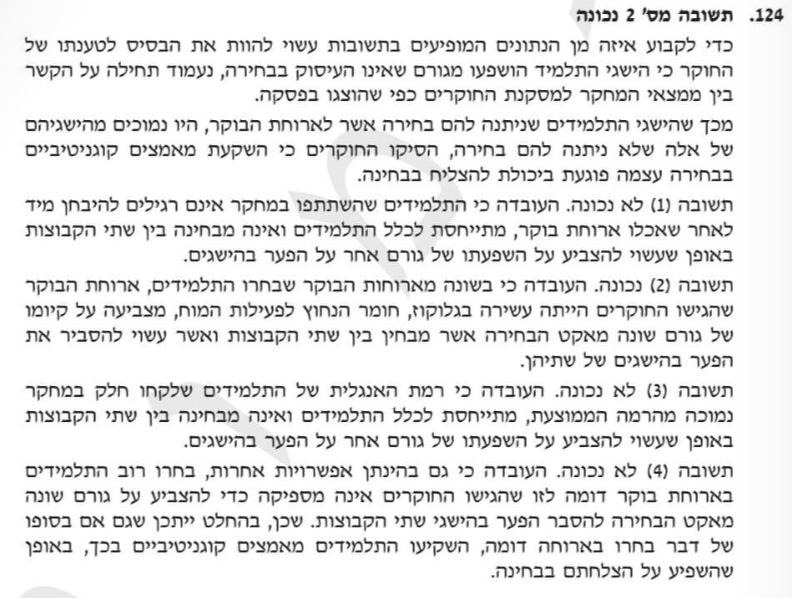 124. תשובה מס' 2 נכונה
כדי לקבוע איזה מן הנתונים המופיעים בתשובות עשוי להוות את הבסיס לטענתו של
החוקר כי הישגי התלמיד הושפעו מגורם שאינו העיסוק בבחירה, נעמוד תחילה על הקשר
בין ממצאי המחקר למסקנת החוקרים כפי שהוצגו בפסקה.
מכך שהישגי התלמידים שניתנה להם בחירה אשר לארוחת הבוקר, היו נמוכים מהישגיהם
של אלה שלא ניתנה להם בחירה, הסיקו החוקרים כי השקעת מאמצים קוגניטיביים
בבחירה עצמה פוגעת ביכולת להצליח בבחינה.
תשובה (1) לא נכונה. העובדה כי התלמידים שהשתתפו במחקר אינם רגילים להיבחן מיד
לאחר שאכלו ארוחת בוקר, מתייחסת לכלל התלמידים ואינה מבחינה בין שתי הקבוצות
באופן שעשוי להצביע על השפעתו של גורם אחר על הפער בהישגים.
תשובה (2) נכונה. העובדה כי בשונה מארוחות הבוקר שבחרו התלמידים, ארוחת הבוקר
שהגישו החוקרים הייתה עשירה בגלוקוז, חומר הנחוץ לפעילות המוח, מצביעה על קיומו
של גורם שונה מאקט הבחירה אשר מבחין בין שתי הקבוצות ואשר עשוי להסביר את
הפער בהישגים של שתיהן.
תשובה (3) לא נכונה. העובדה כי רמת האנגלית של התלמידים שלקחו חלק במחקר
נמוכה מהרמה הממוצעת, מתייחסת לכלל התלמידים ואינה מבחינה בין שתי הקבוצות
באופן שעשוי להצביע על השפעתו של גורם אחר על הפער בהישגים.
תשובה (4) לא נכונה. העובדה כי גם בהינתן אפשרויות אחרות, בחרו רוב התלמידים
בארוחת בוקר דומה לזו שהגישו החוקרים אינה מספיקה כדי להצביע על גורם שונה
מאקט הבחירה להסבר הפער בהישגי שתי הקבוצות. שכן, בהחלט ייתכן שגם אם בסופו
של דבר בחרו בארוחה דומה, השקיעו התלמידים מאמצים קוגניטיביים בכך, באופן
שהשפיע על הצלחתם בבחינה.